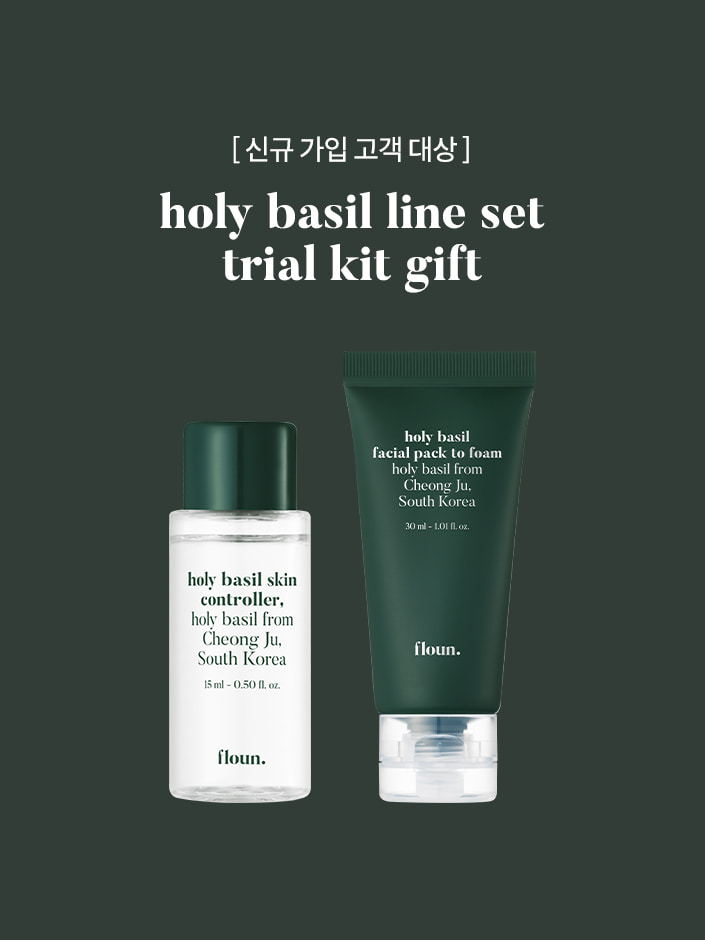 [ 신규 가입 고객 대상 ]
holy basil line set
trial kit gift
holy basil
facial pack to foam
holy basil from
Cheong Ju,
South Korea
30 ml - 1.01 fl. oz.
floun.
holy basil skin
controller,
holy basil from
Cheong Ju,
South Korea
15 ml - 0.50 fl. oz.
floun.